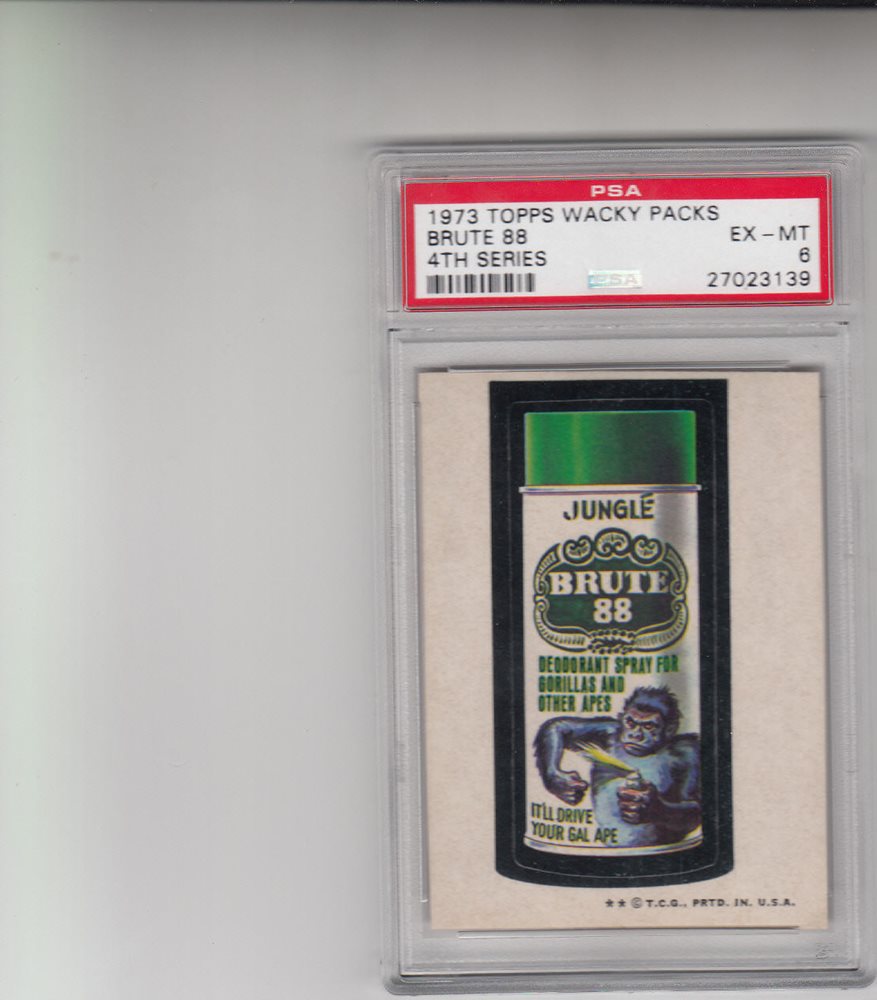 PSA
1973 TOPPS WACKY PACKS
BRUTE 88 EX - MT
4TH SERIES 6
PSA 27023139
JUNGLÉ
BRUTE
88
DEODORANT SPRAY FOR
GORILLAS AND
OTHER APES
IT'LL DRIVE
YOUR GAL APE
** © T.C.G., PRTD. IN. U.S.A.